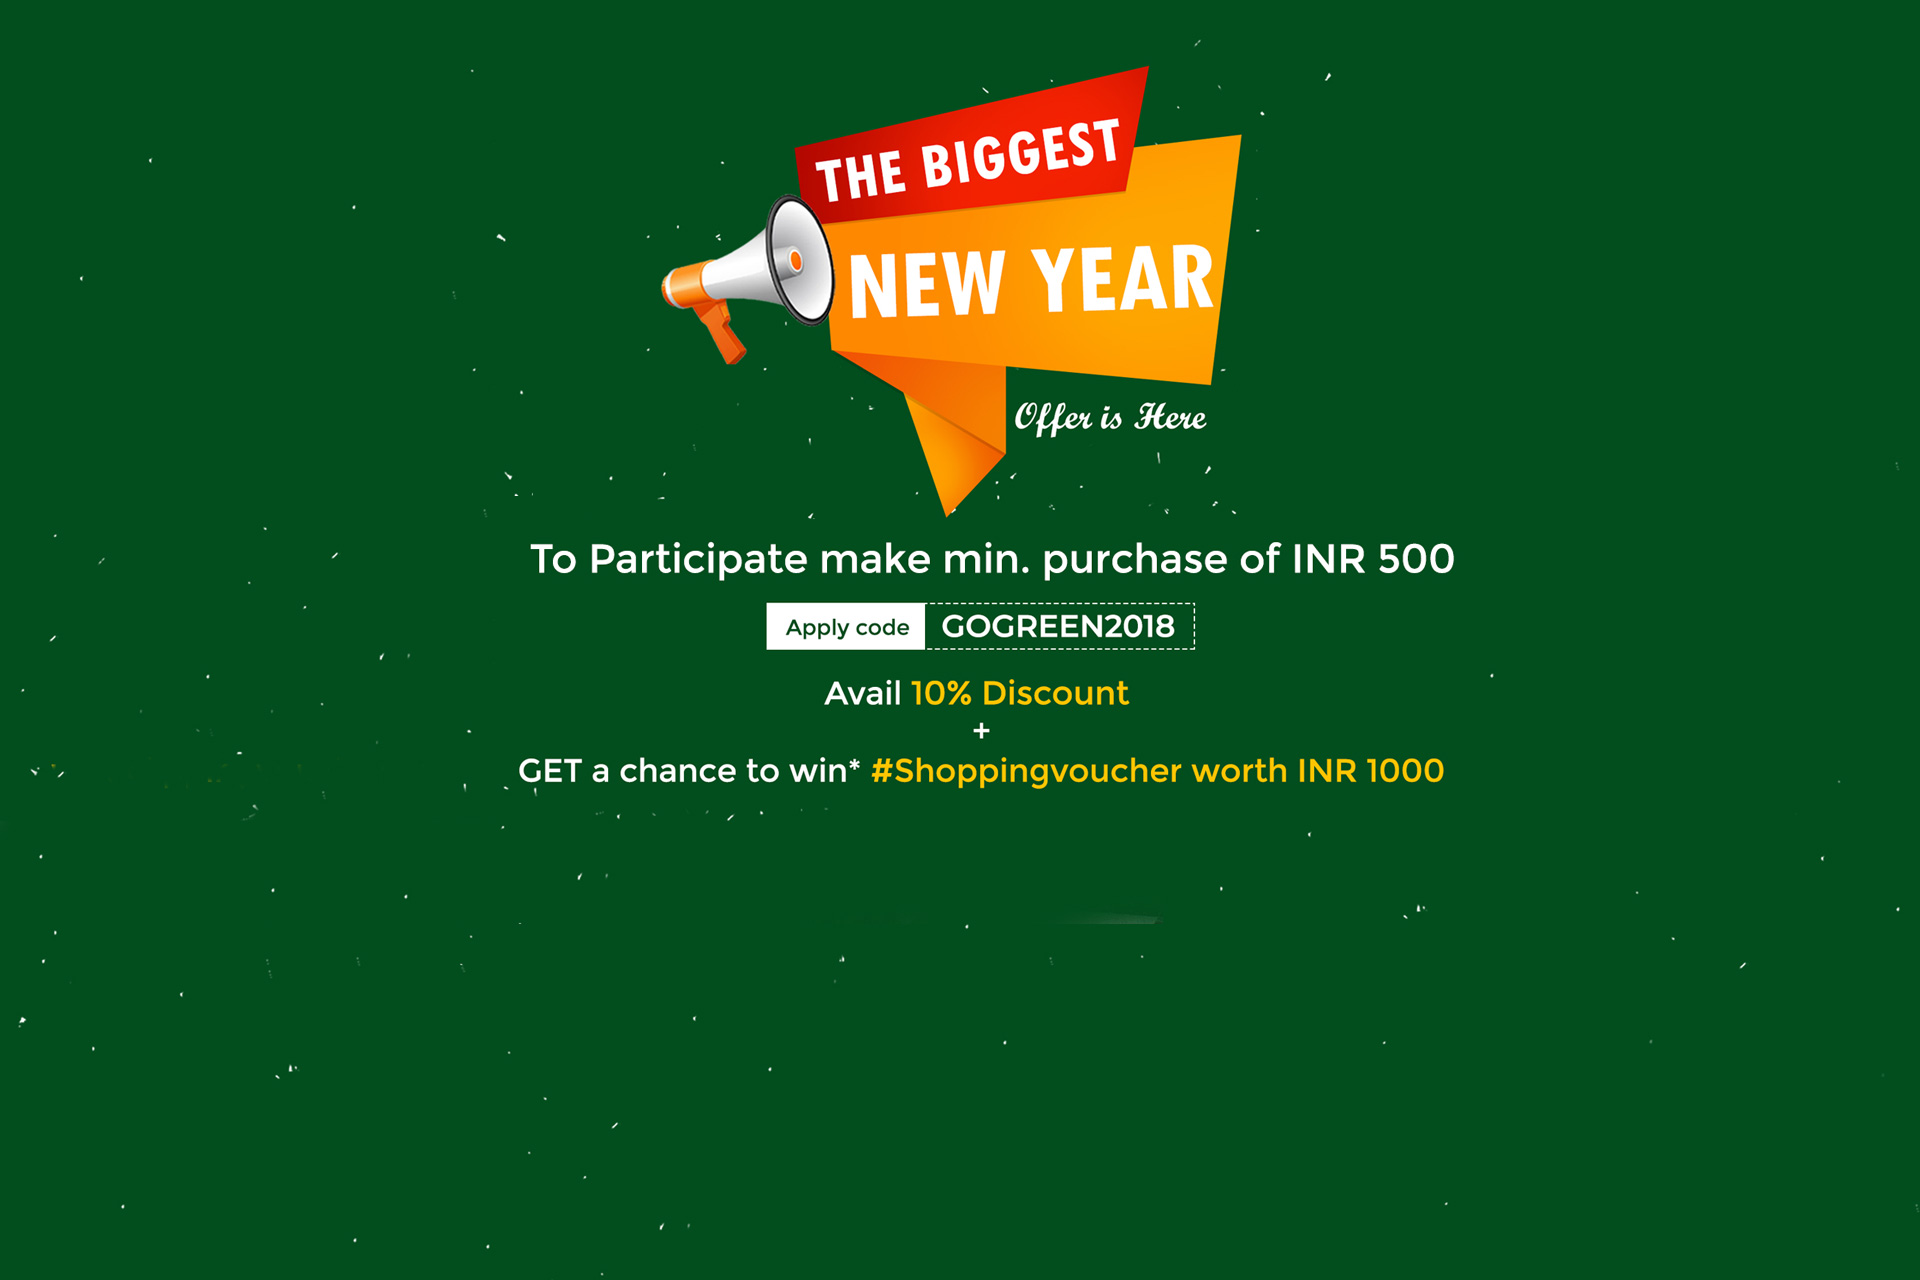 THE BIGGEST
NEW YEAR
Offer is Here
To Participate make min. purchase of INR 500
Apply code GOGREEN2018
Avail 10% Discount
+
GET a chance to win* #Shoppingvoucher worth INR 1000